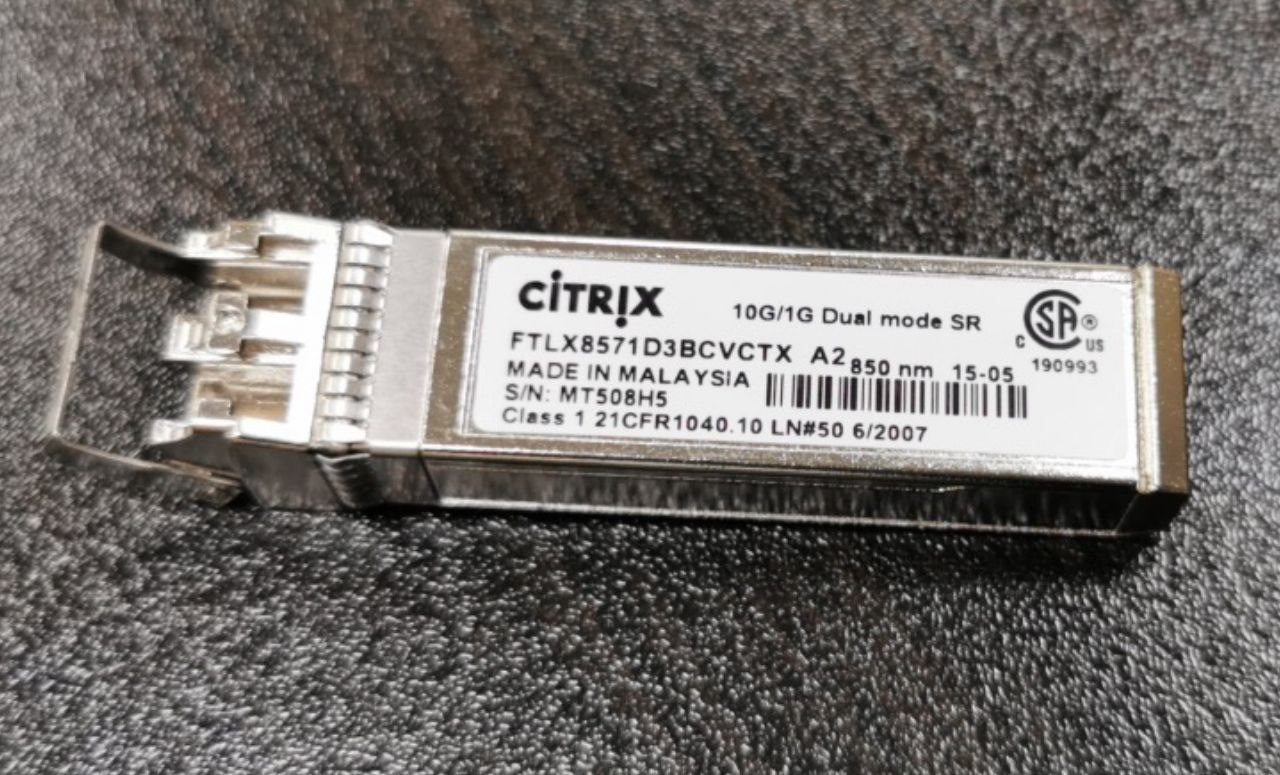 CiTRIX
10G/1G Dual mode SR
FTLX8571D3BCVCTX A2 850 nm 15-05
MADE IN MALAYSIA
S/N: MT508H5
Class 1 21CFR1040.10 LN#50 6/2007
CSA®
C US
190993